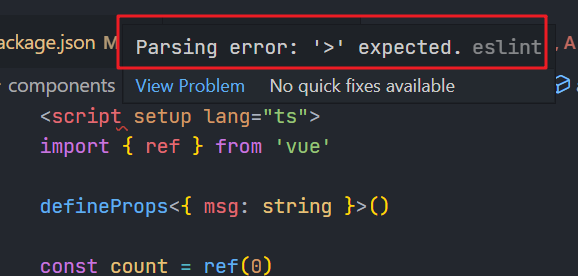 ackage.json M
Parsing error: '>' expected. eslint
View Problem No quick fixes available
components
<script setup lang="ts">
import { ref } from 'vue'
defineProps<{ msg: string }>()
const count = ref(0)